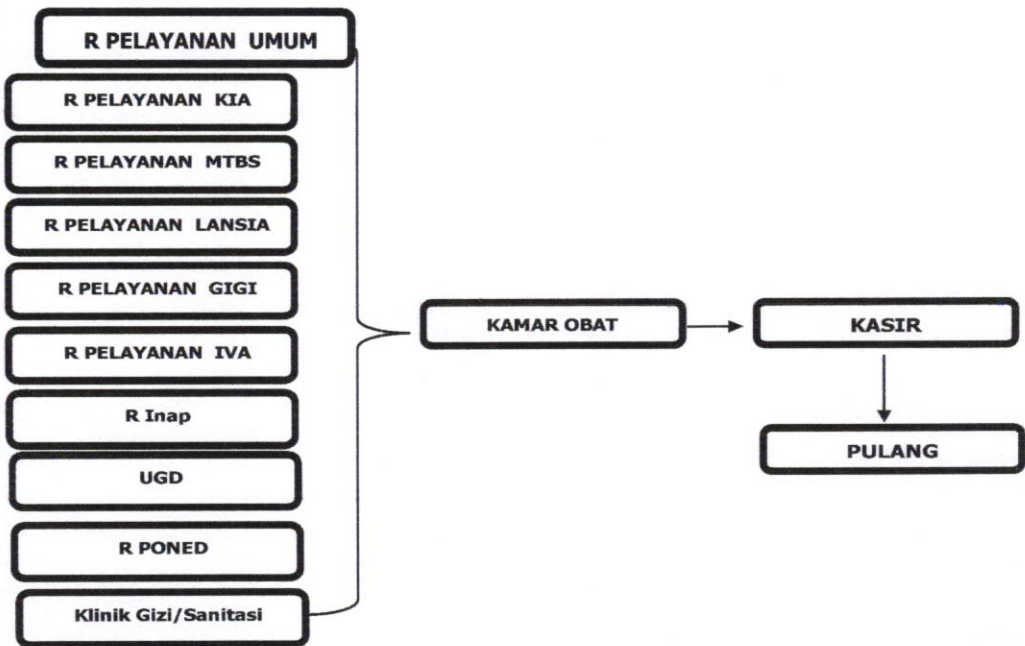 R PELAYANAN UMUM
R PELAYANAN KIA
R PELAYANAN MTBS
R PELAYANAN LANSIA
R PELAYANAN GIGI
R PELAYANAN IVA
R Inap
UGD
R PONED
Klinik Gizi/Sanitasi
KAMAR OBAT
KASIR
PULANG